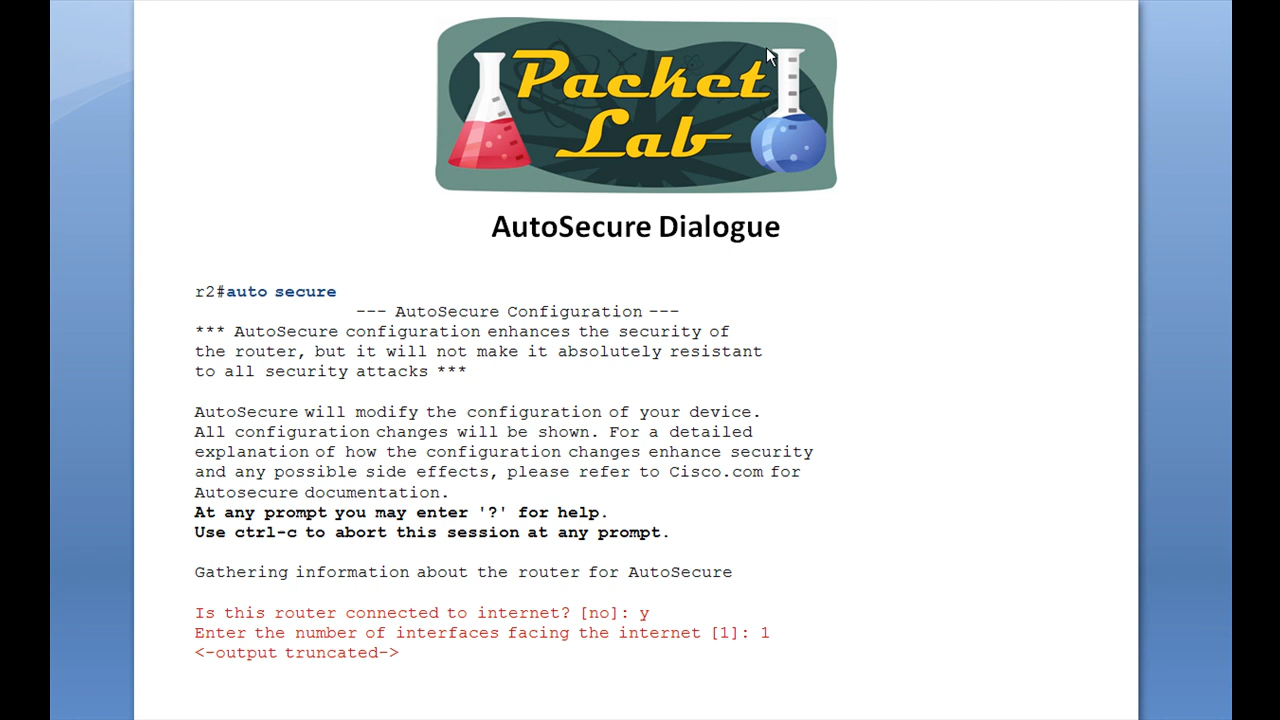 Packet
Lab
AutoSecure Dialogue
r2#auto secure
--- AutoSecure Configuration ---
*** AutoSecure configuration enhances the security of
the router, but it will not make it absolutely resistant
to all security attacks ***
AutoSecure will modify the configuration of your device.
All configuration changes will be shown. For a detailed
explanation of how the configuration changes enhance security
and any possible side effects, please refer to Cisco.com for
Autosecure documentation.
At any prompt you may enter '?' for help.
Use ctrl-c to abort this session at any prompt.
Gathering information about the router for AutoSecure
Is this router connected to internet? [no]: y
Enter the number of interfaces facing the internet [1]: 1
<-output truncated->